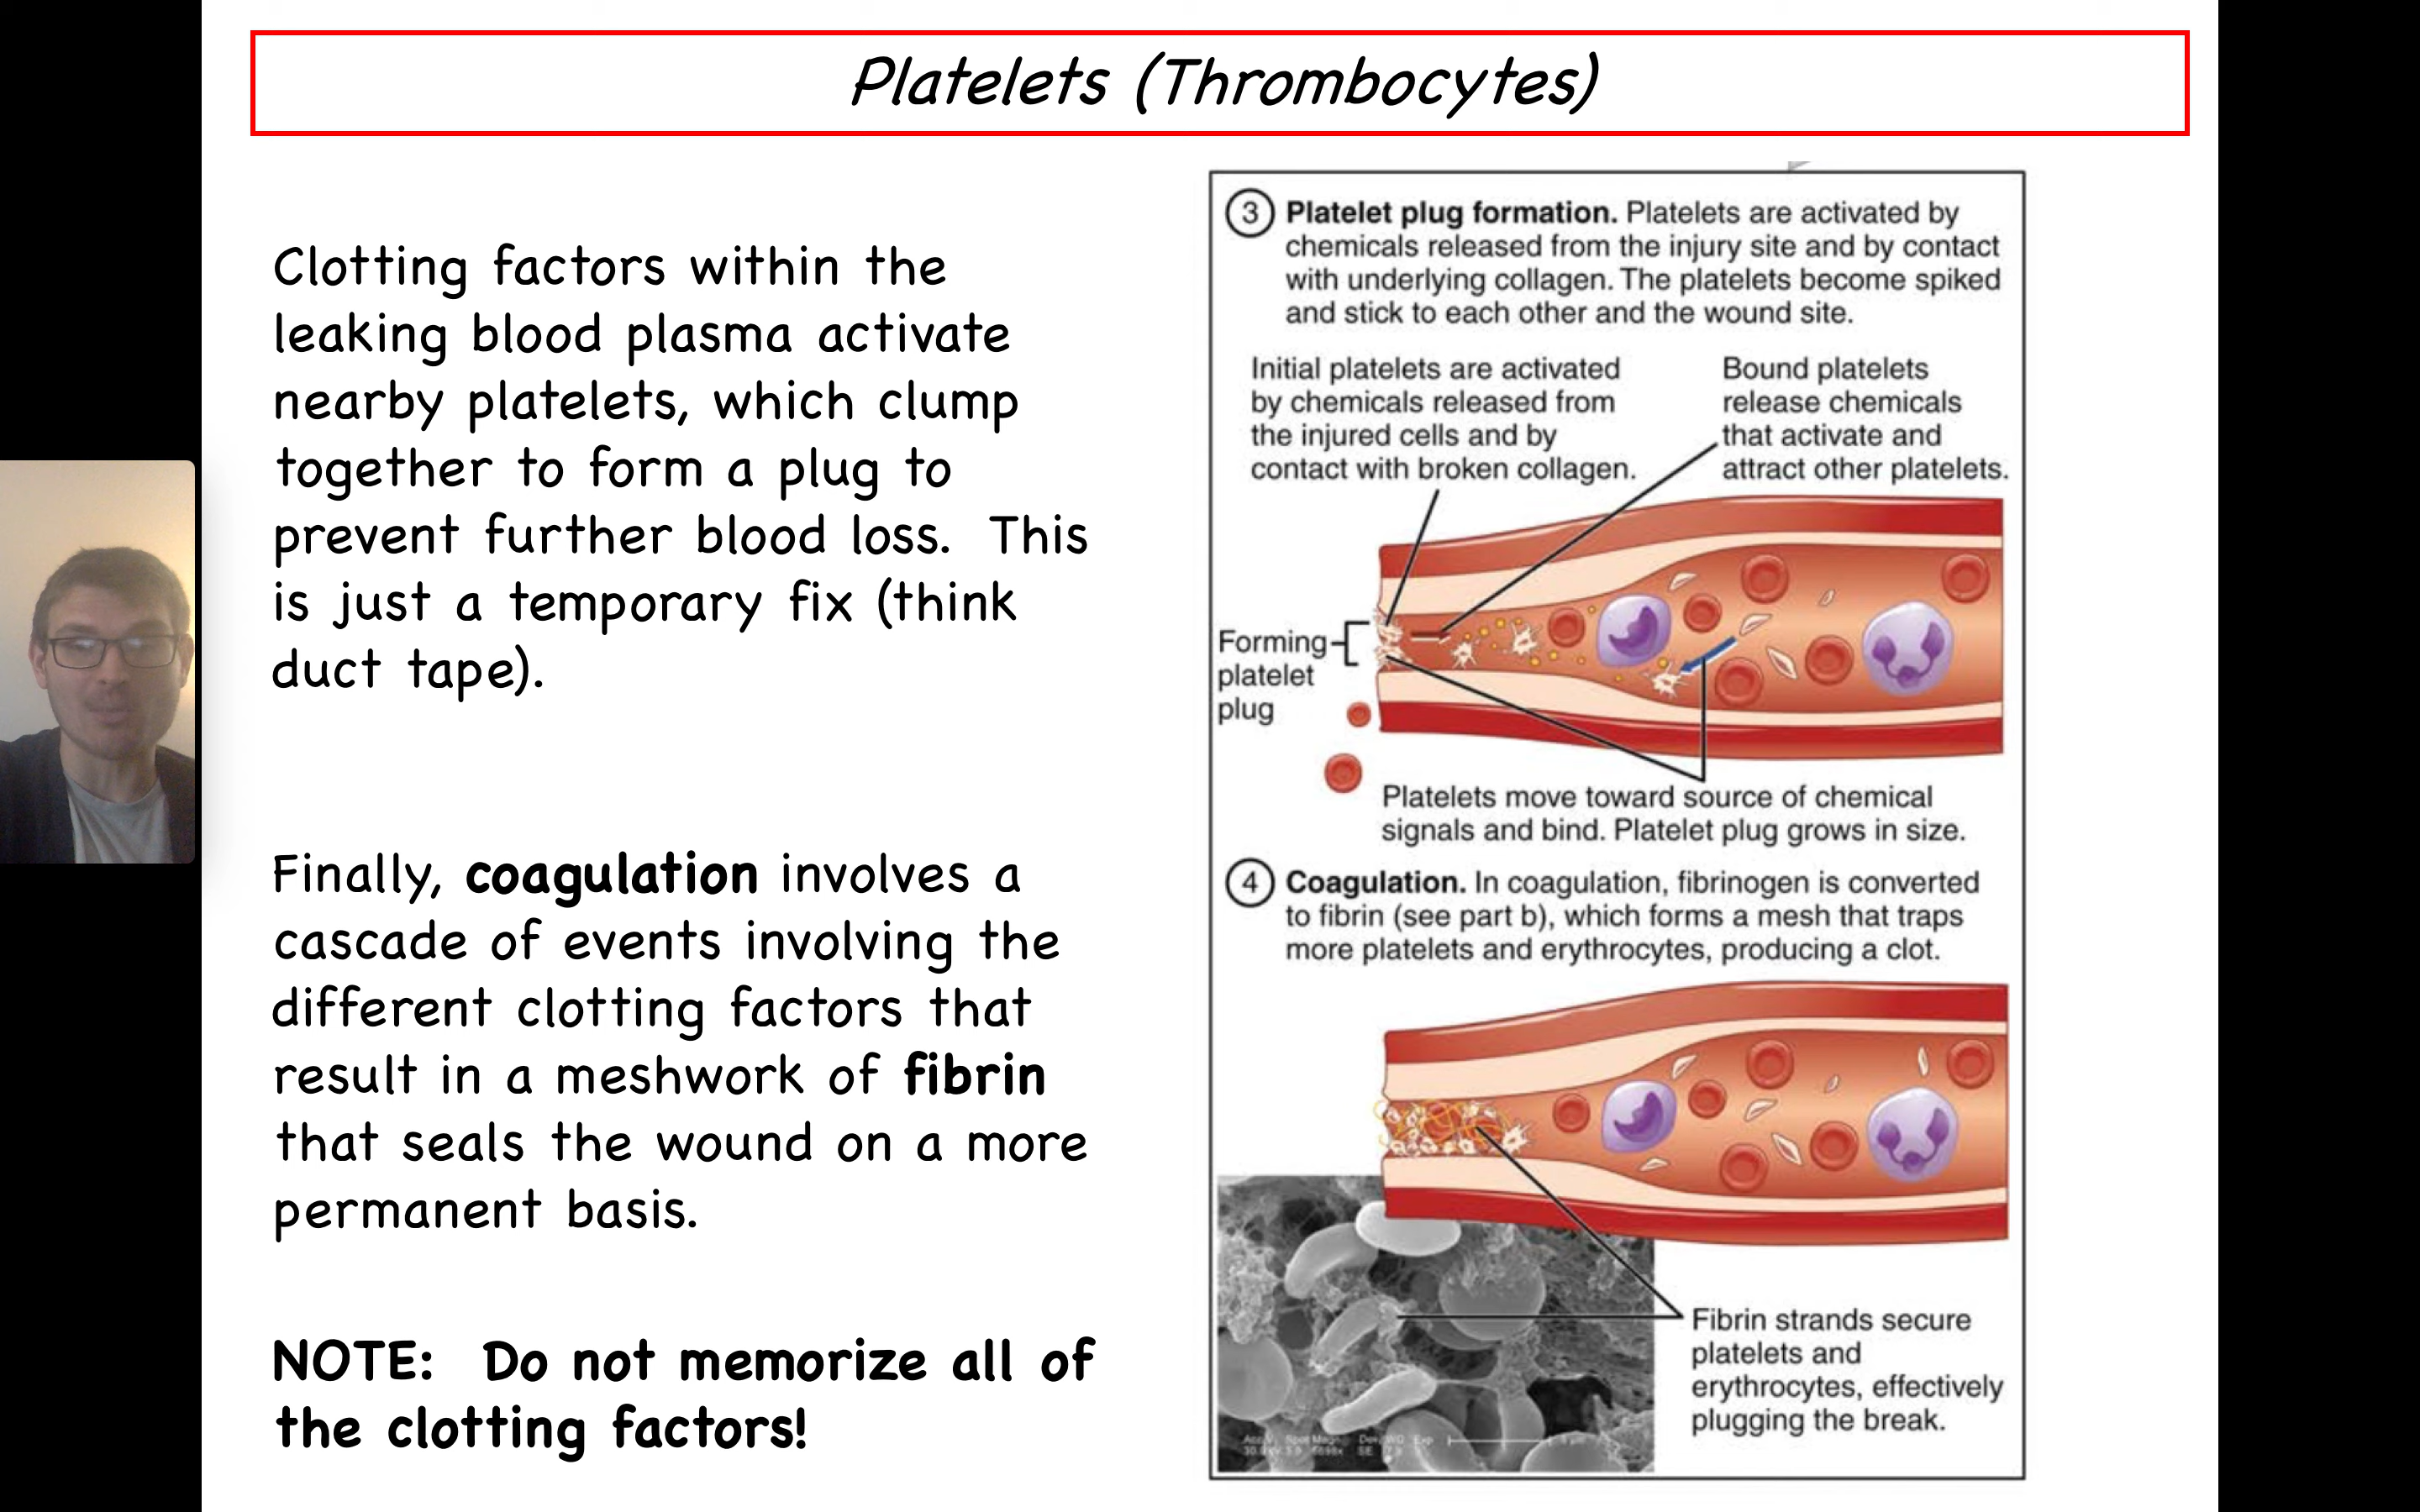 Platelets (Thrombocytes)
Clotting factors within the
leaking blood plasma activate
nearby platelets, which clump
together to form a plug to
prevent further blood loss.  This
is just a temporary fix (think
duct tape).
Finally, coagulation involves a
cascade of events involving the
different clotting factors that
result in a meshwork of fibrin
that seals the wound on a more
permanent basis.
NOTE:  Do not memorize all of
the clotting factors!
3 Platelet plug formation. Platelets are activated by
chemicals released from the injury site and by contact
with underlying collagen. The platelets become spiked
and stick to each other and the wound site.
Initial platelets are activated
by chemicals released from
the injured cells and by
contact with broken collagen.
Bound platelets
release chemicals
that activate and
attract other platelets.
Forming
platelet
plug
Platelets move toward source of chemical
signals and bind. Platelet plug grows in size.
4 Coagulation. In coagulation, fibrinogen is converted
to fibrin (see part b), which forms a mesh that traps
more platelets and erythrocytes, producing a clot.
Fibrin strands secure
platelets and
erythrocytes, effectively
plugging the break.